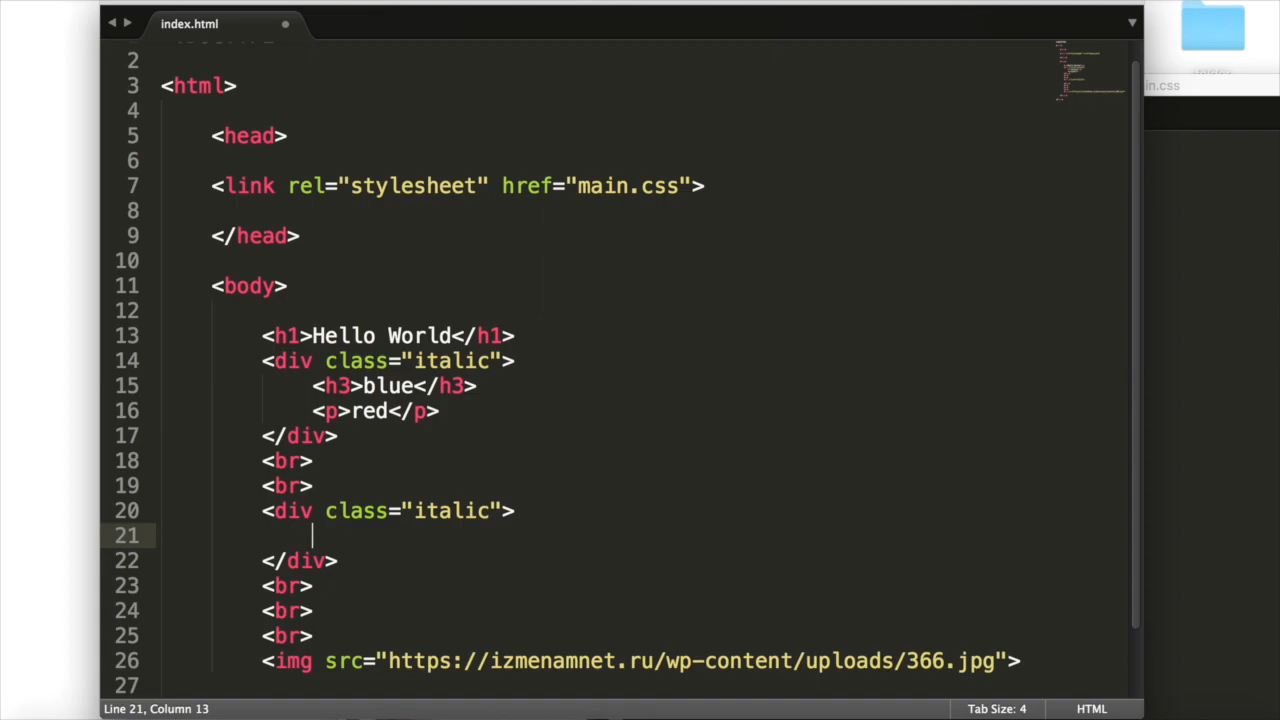 index.html
in.css
2
3 <html>
4
5 <head>
6
7 <link rel="stylesheet" href="main.css">
8
9 </head>
10
11 <body>
12
13 <h1>Hello World</h1>
14 <div class="italic">
15 <h3>blue</h3>
16 <p>red</p>
17 </div>
18 <br>
19 <br>
20 <div class="italic">
21
22 </div>
23 <br>
24 <br>
25 <br>
26 <img src="https://izmenamnet.ru/wp-content/uploads/366.jpg">
27
Line 21, Column 13 Tab Size: 4 HTML